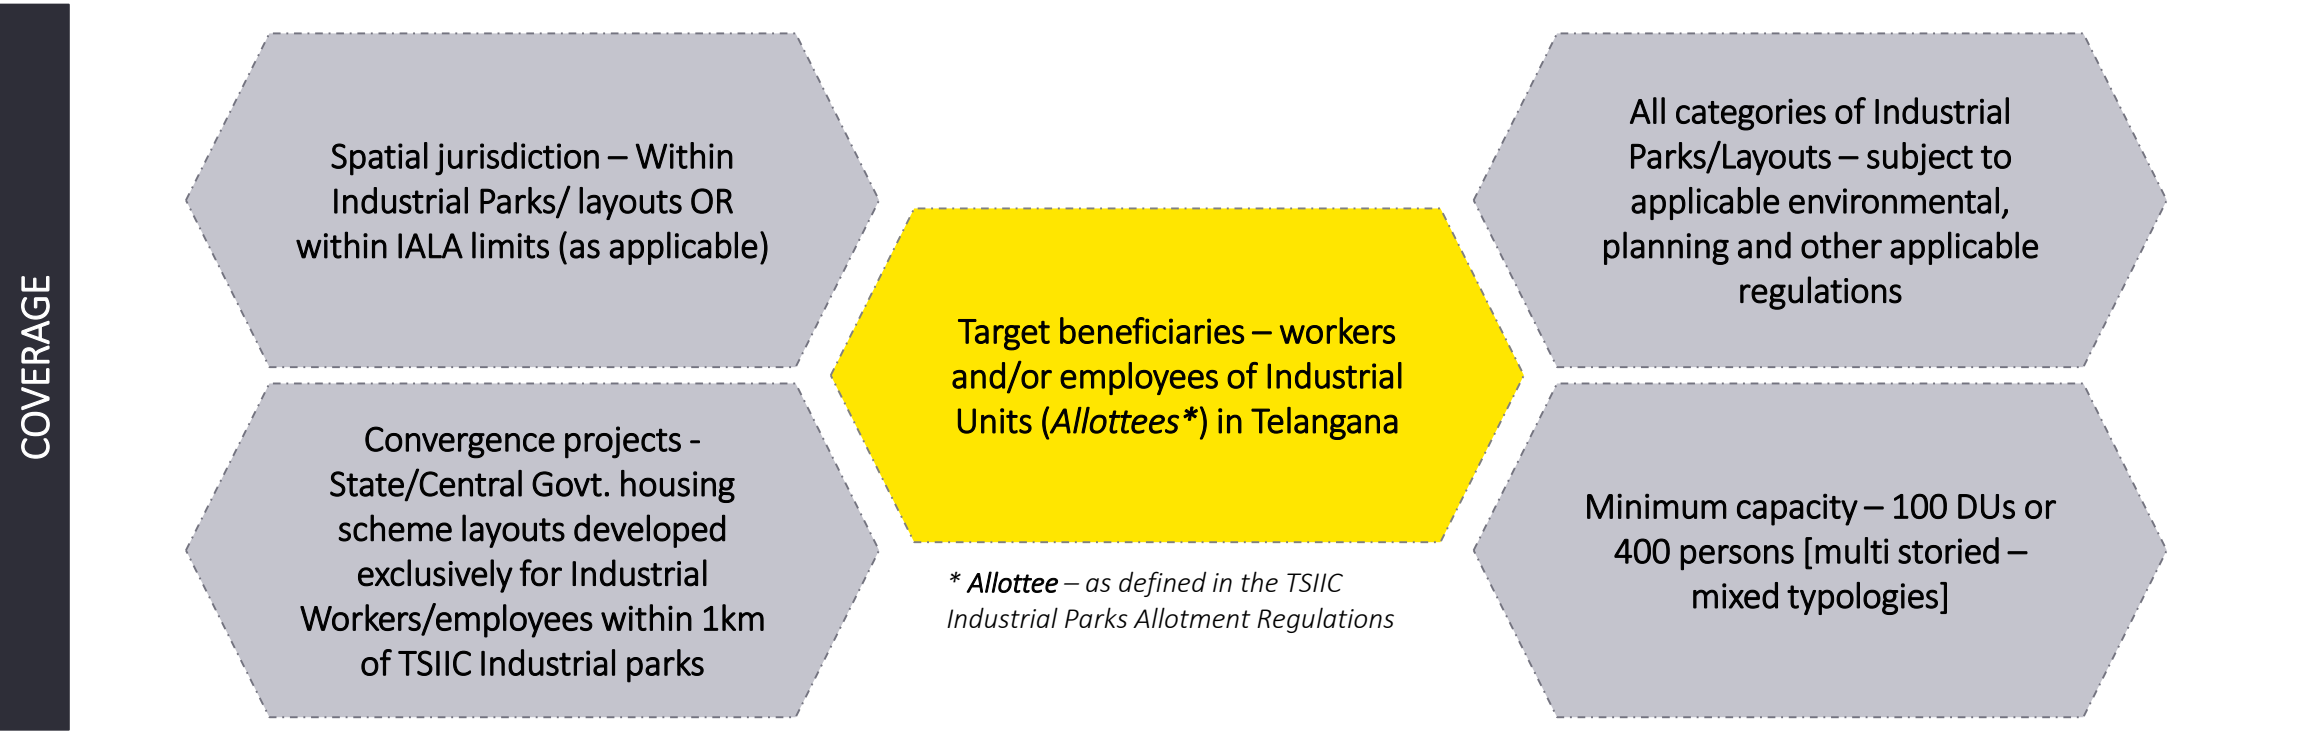 COVERAGE
Spatial jurisdiction – Within
Industrial Parks/ layouts OR
within IALA limits (as applicable)
Convergence projects -
State/Central Govt. housing
scheme layouts developed
exclusively for Industrial
Workers/employees within 1km
of TSIIC Industrial parks
Target beneficiaries – workers
and/or employees of Industrial
Units (Allottees*) in Telangana
* Allottee – as defined in the TSIIC
Industrial Parks Allotment Regulations
All categories of Industrial
Parks/Layouts – subject to
applicable environmental,
planning and other applicable
regulations
Minimum capacity – 100 DUs or
400 persons [multi storied –
mixed typologies]